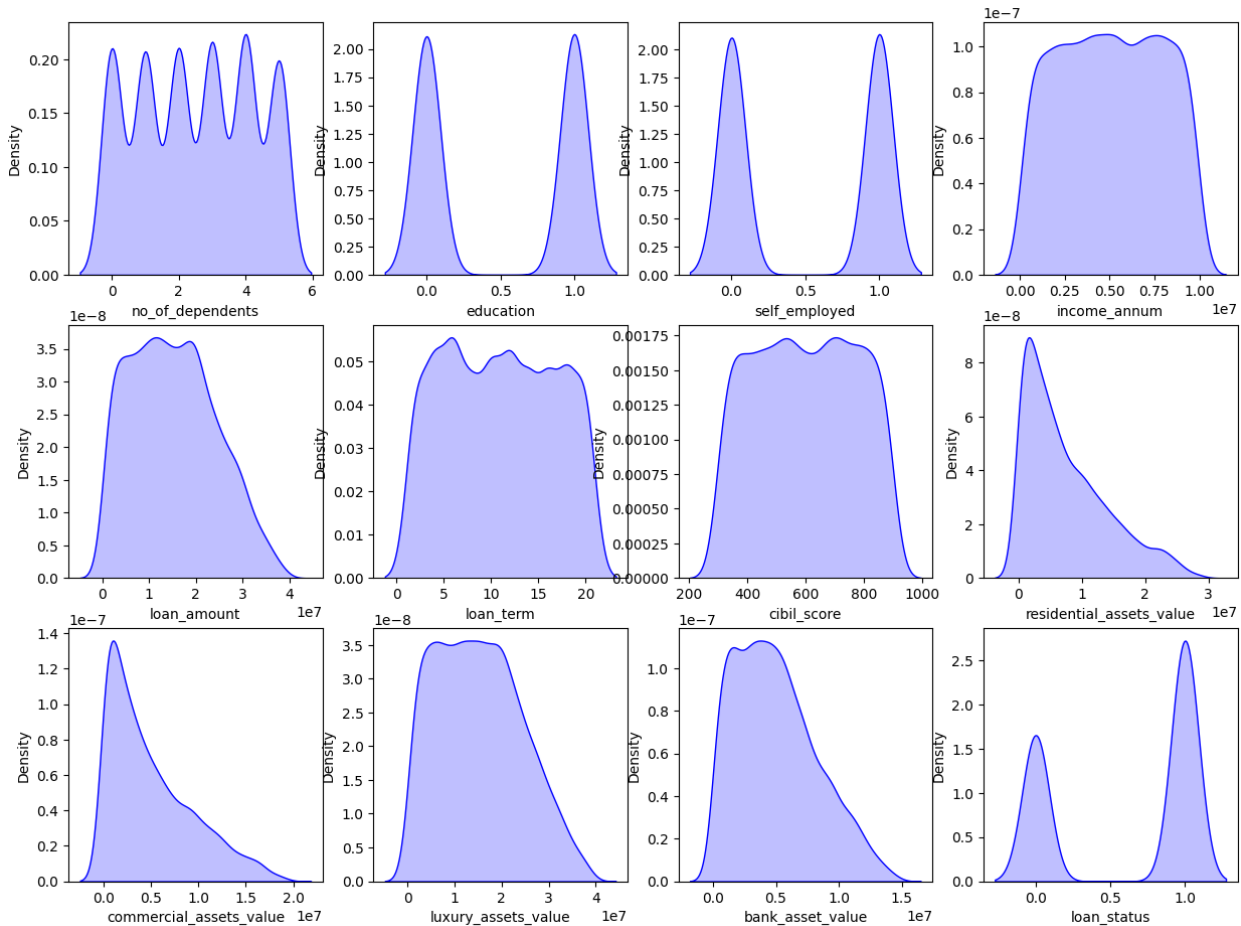 Density
0.20
0.15
0.10
0.05
0.00
0 2 4 6
no_of_dependents
Density
2.00
1.75
1.50
1.25
1.00
0.75
0.50
0.25
0.00
0.0 0.5 1.0
education
Density
2.00
1.75
1.50
1.25
1.00
0.75
0.50
0.25
0.00
0.0 0.5 1.0
self_employed
1e−7
Density
1.0
0.8
0.6
0.4
0.2
0.0
0.00 0.25 0.50 0.75 1.00
income_annum 1e7
1e−8
Density
3.5
3.0
2.5
2.0
1.5
1.0
0.5
0.0
0 1 2 3 4
loan_amount 1e7
Density
0.05
0.04
0.03
0.02
0.01
0.00
0 5 10 15 20
loan_term
Density
0.00175
0.00150
0.00125
0.00100
0.00075
0.00050
0.00025
0.00000
200 400 600 800 1000
cibil_score
1e−8
Density
8
6
4
2
0
0 1 2 3
residential_assets_value 1e7
1e−7
Density
1.4
1.2
1.0
0.8
0.6
0.4
0.2
0.0
0.0 0.5 1.0 1.5 2.0
commercial_assets_value 1e7
1e−8
Density
3.5
3.0
2.5
2.0
1.5
1.0
0.5
0.0
0 1 2 3 4
luxury_assets_value 1e7
1e−7
Density
1.0
0.8
0.6
0.4
0.2
0.0
0.0 0.5 1.0 1.5
bank_asset_value 1e7
Density
2.5
2.0
1.5
1.0
0.5
0.0
0.0 0.5 1.0
loan_status